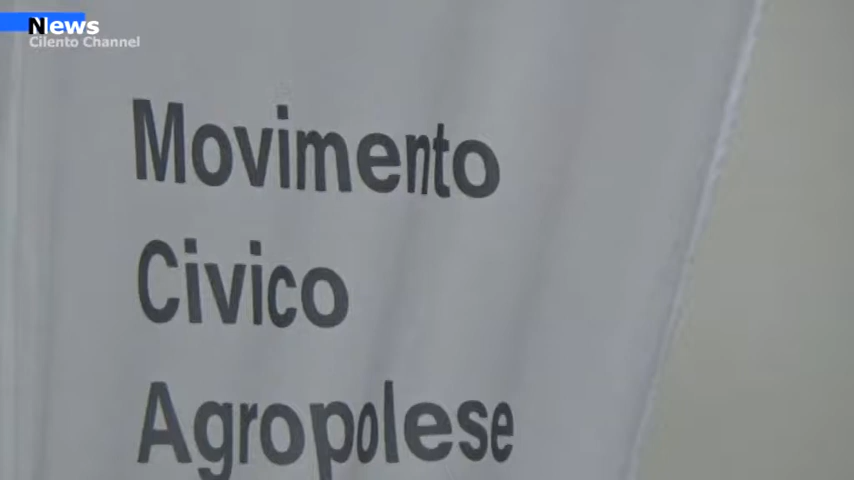 News
Cilento Channel
Movimento
Civico
Agropolese